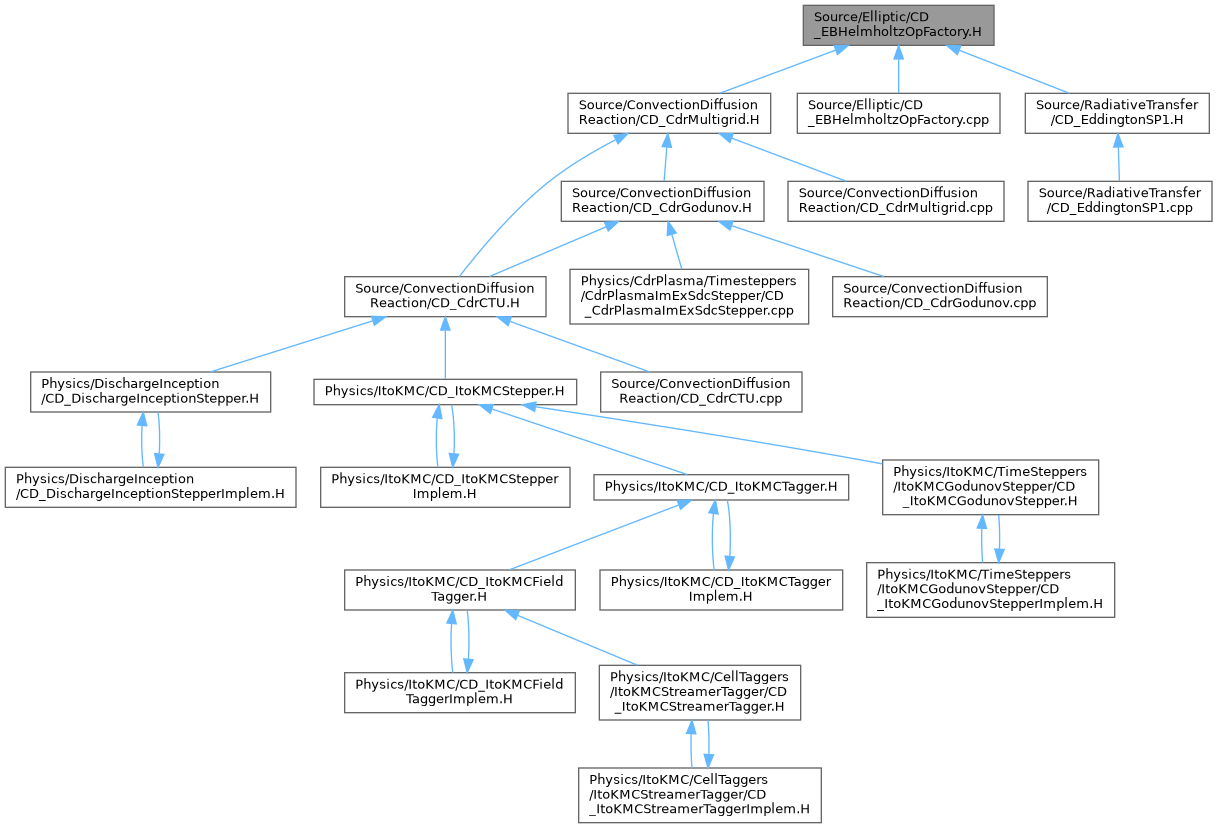 Source/Elliptic/CD
_EBHelmholtzOpFactory.H
Source/ConvectionDiffusion
Reaction/CD_CdrMultigrid.H
Source/Elliptic/CD
_EBHelmholtzOpFactory.cpp
Source/RadiativeTransfer
/CD_EddingtonSP1.H
Source/ConvectionDiffusion
Reaction/CD_CdrGodunov.H
Source/ConvectionDiffusion
Reaction/CD_CdrMultigrid.cpp
Source/RadiativeTransfer
/CD_EddingtonSP1.cpp
Source/ConvectionDiffusion
Reaction/CD_CdrCTU.H
Physics/CdrPlasma/Timesteppers
/CdrPlasmaImExSdcStepper/CD
_CdrPlasmaImExSdcStepper.cpp
Source/ConvectionDiffusion
Reaction/CD_CdrGodunov.cpp
Physics/DischargeInception
/CD_DischargeInceptionStepper.H
Physics/ItoKMC/CD_ItoKMCStepper.H
Source/ConvectionDiffusion
Reaction/CD_CdrCTU.cpp
Physics/DischargeInception
/CD_DischargeInceptionStepperImplem.H
Physics/ItoKMC/CD_ItoKMCStepper
Implem.H
Physics/ItoKMC/CD_ItoKMCTagger.H
Physics/ItoKMC/TimeSteppers
/ItoKMCGodunovStepper/CD
_ItoKMCGodunovStepper.H
Physics/ItoKMC/CD_ItoKMCField
Tagger.H
Physics/ItoKMC/CD_ItoKMCTagger
Implem.H
Physics/ItoKMC/TimeSteppers
/ItoKMCGodunovStepper/CD
_ItoKMCGodunovStepperImplem.H
Physics/ItoKMC/CD_ItoKMCField
TaggerImplem.H
Physics/ItoKMC/CellTaggers
/ItoKMCStreamerTagger/CD
_ItoKMCStreamerTagger.H
Physics/ItoKMC/CellTaggers
/ItoKMCStreamerTagger/CD
_ItoKMCStreamerTaggerImplem.H